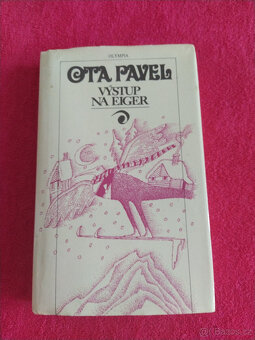 OLYMPIA
OTA PAVEL
VÝSTUP
NA EIGER